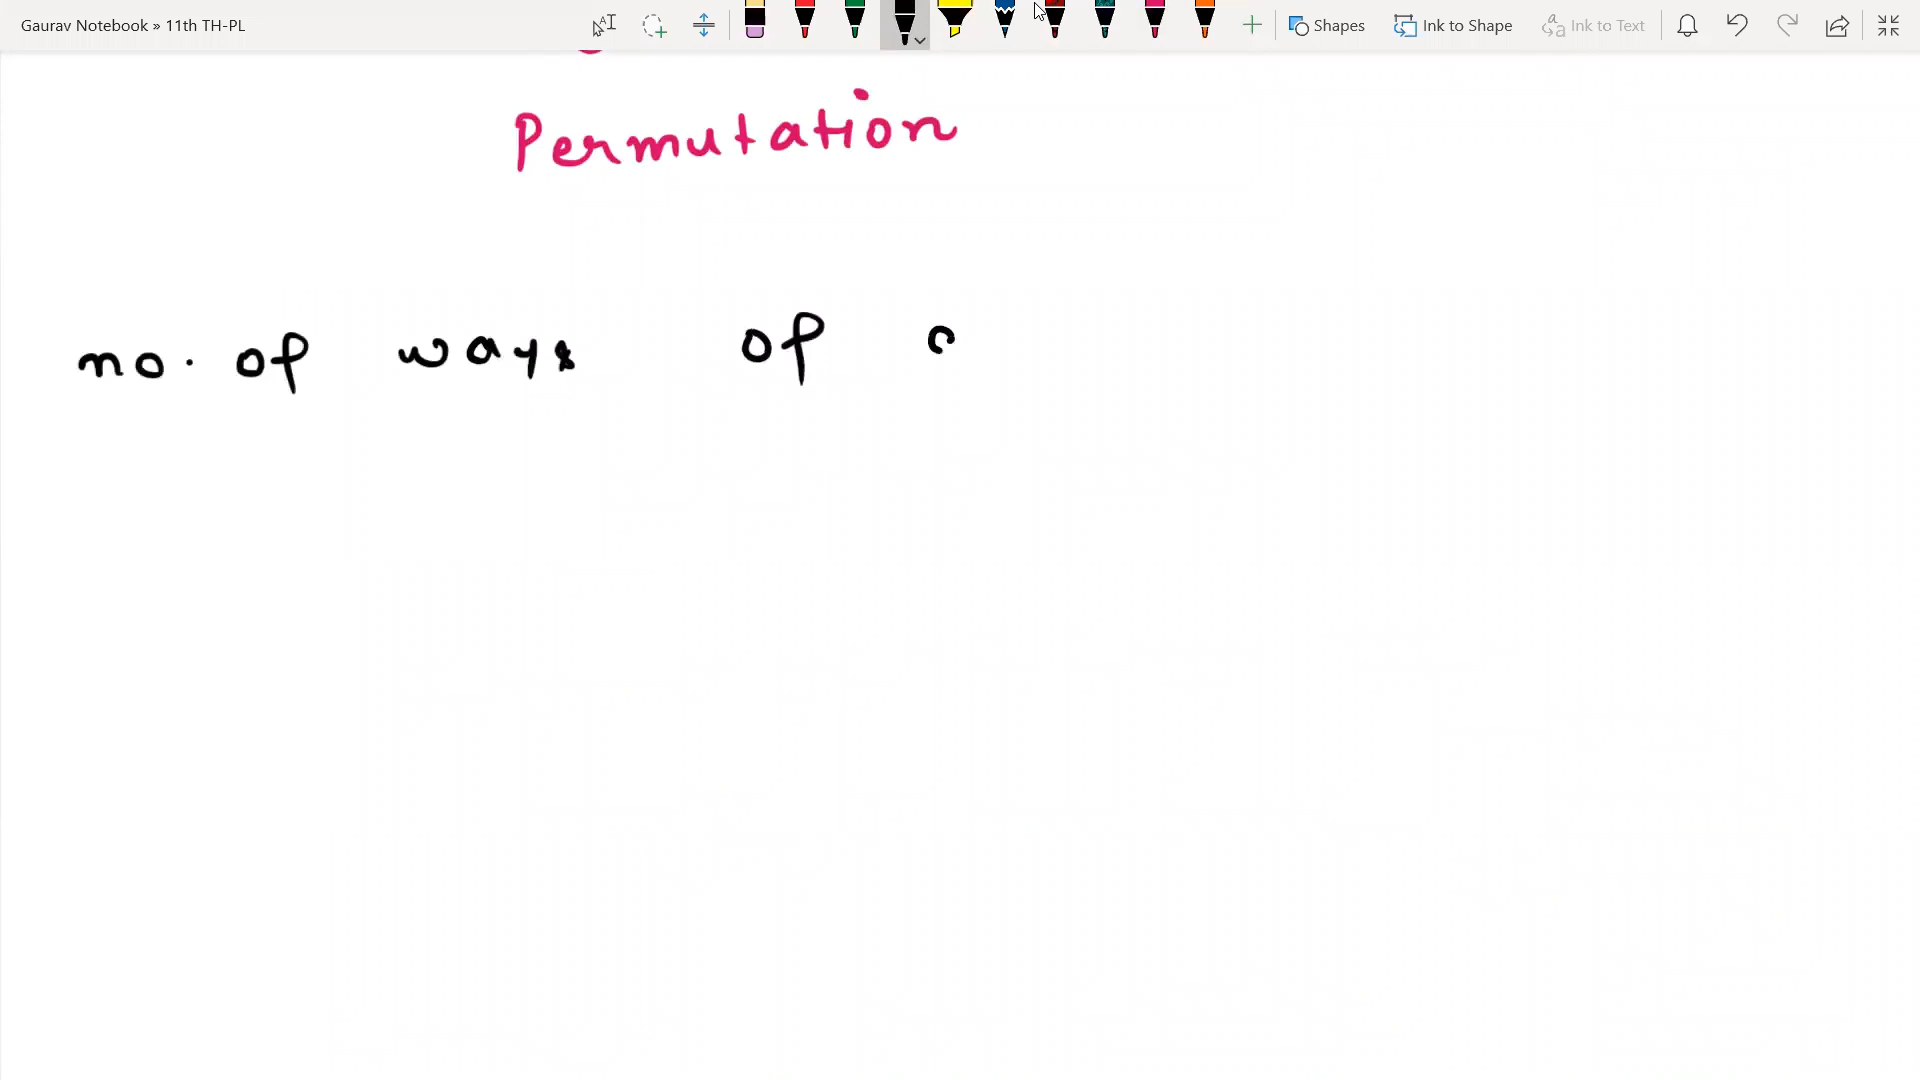 Gaurav Notebook » 11th TH-PL
Shapes
Ink to Shape
Ink to Text
Permutation
no. of ways of